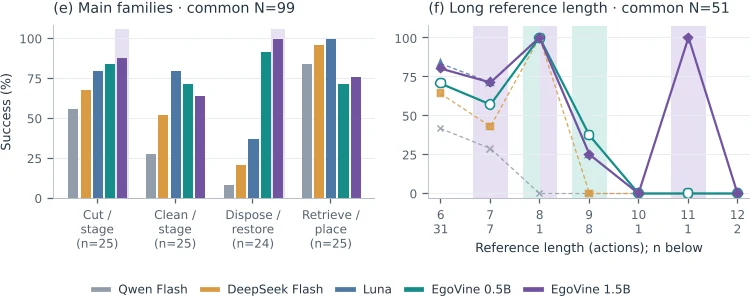 (e) Main families · common N=99
Success (%)
100
75
50
25
0
Cut /
stage
(n=25)
Clean /
stage
(n=25)
Dispose /
restore
(n=24)
Retrieve /
place
(n=25)
(f) Long reference length · common N=51
100
75
50
25
0
6 7 8 9 10 11 12
31 7 1 8 1 1 2
Reference length (actions); n below
Qwen Flash DeepSeek Flash Luna EgoVine 0.5B EgoVine 1.5B